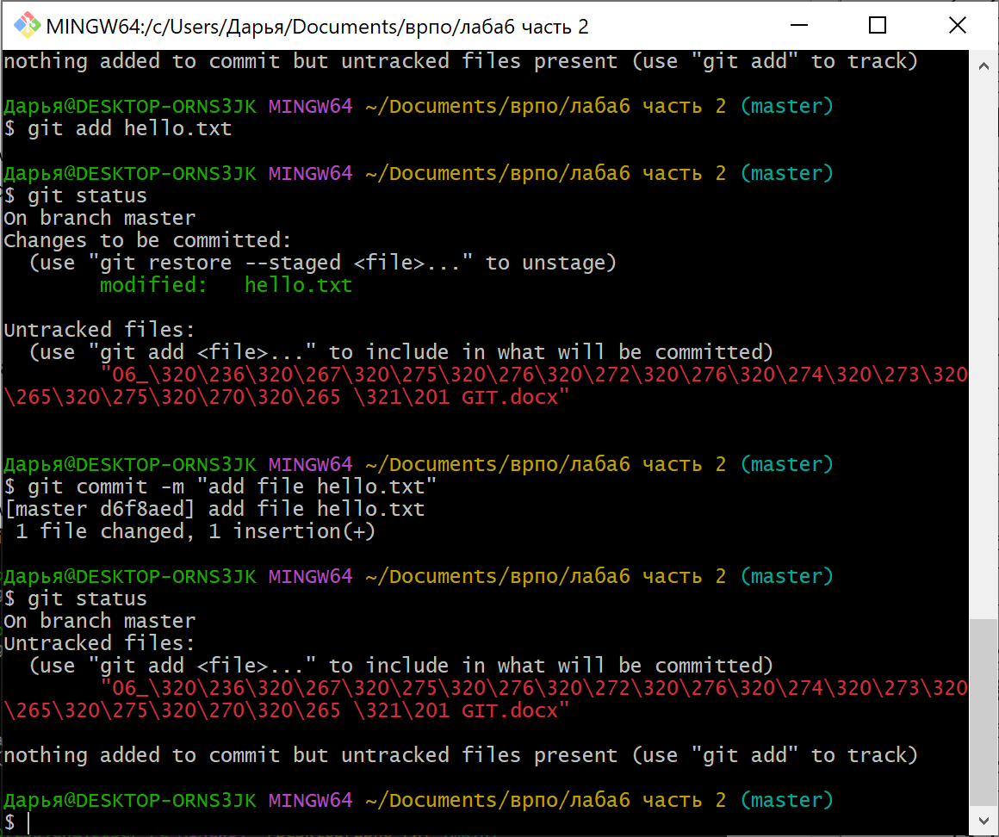 MINGW64:/c/Users/Дарья/Documents/врпо/лаба6 часть 2
nothing added to commit but untracked files present (use "git add" to track)
Дарья@DESKTOP-ORNS3JK MINGW64 ~/Documents/врпо/лаба6 часть 2 (master)
$ git add hello.txt
Дарья@DESKTOP-ORNS3JK MINGW64 ~/Documents/врпо/лаба6 часть 2 (master)
$ git status
On branch master
Changes to be committed:
  (use "git restore --staged <file>..." to unstage)
        modified:   hello.txt
Untracked files:
  (use "git add <file>..." to include in what will be committed)
        "06_\320\236\320\267\320\275\320\276\320\272\320\276\320\274\320\273\320
\265\320\275\320\270\320\265 \321\201 GIT.docx"
Дарья@DESKTOP-ORNS3JK MINGW64 ~/Documents/врпо/лаба6 часть 2 (master)
$ git commit -m "add file hello.txt"
[master d6f8aed] add file hello.txt
 1 file changed, 1 insertion(+)
Дарья@DESKTOP-ORNS3JK MINGW64 ~/Documents/врпо/лаба6 часть 2 (master)
$ git status
On branch master
Untracked files:
  (use "git add <file>..." to include in what will be committed)
        "06_\320\236\320\267\320\275\320\276\320\272\320\276\320\274\320\273\320
\265\320\275\320\270\320\265 \321\201 GIT.docx"
nothing added to commit but untracked files present (use "git add" to track)
Дарья@DESKTOP-ORNS3JK MINGW64 ~/Documents/врпо/лаба6 часть 2 (master)
$